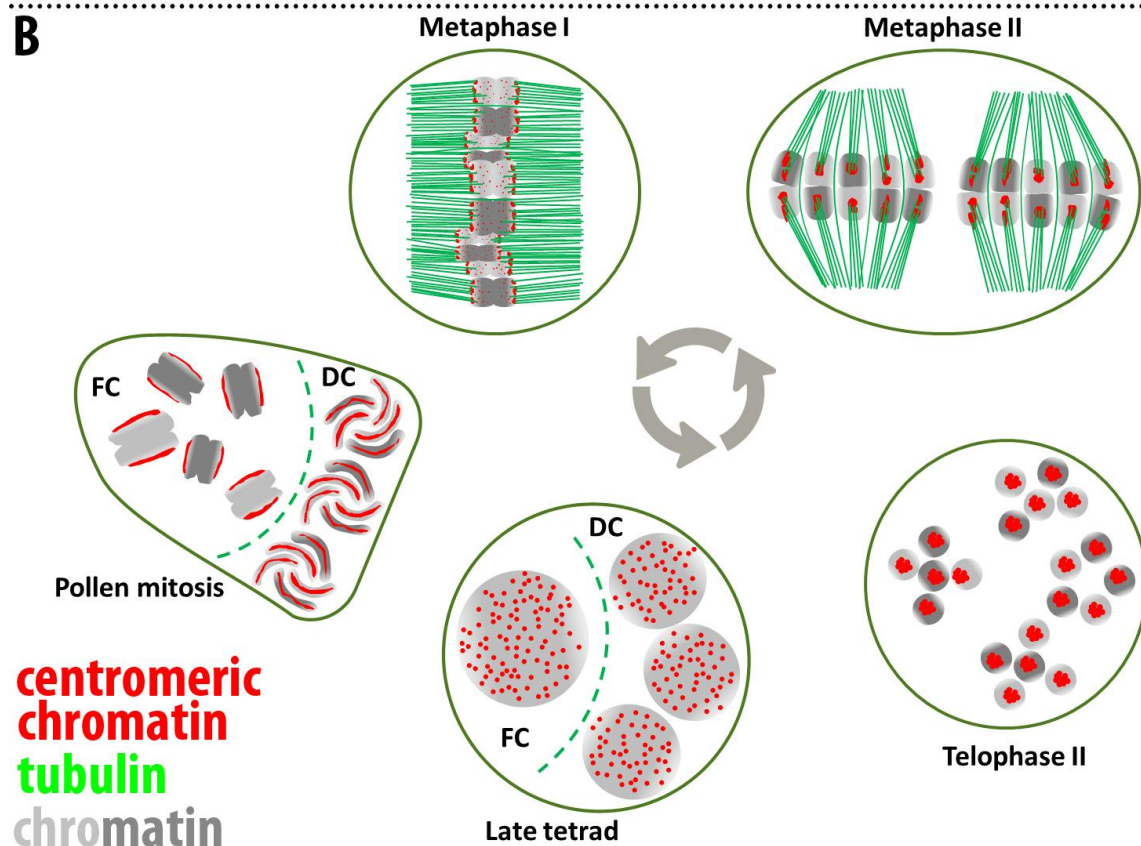 B
Metaphase I
Metaphase II
FC
DC
Pollen mitosis
DC
FC
Late tetrad
Telophase II
centromeric
chromatin
tubulin
chromatin